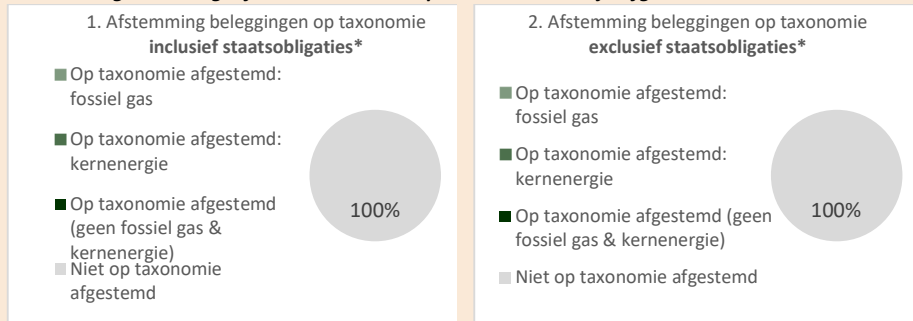 1. Afstemming beleggingen op taxonomie
inclusief staatsobligaties*
Op taxonomie afgestemd:
fossiel gas
Op taxonomie afgestemd:
kernenergie
Op taxonomie afgestemd
(geen fossiel gas &
kernenergie)
Niet op taxonomie
afgestemd
100%
2. Afstemming beleggingen op taxonomie
exclusief staatsobligaties*
Op taxonomie afgestemd:
fossiel gas
Op taxonomie afgestemd:
kernenergie
Op taxonomie afgestemd (geen
fossiel gas & kernenergie)
Niet op taxonomie afgestemd
100%